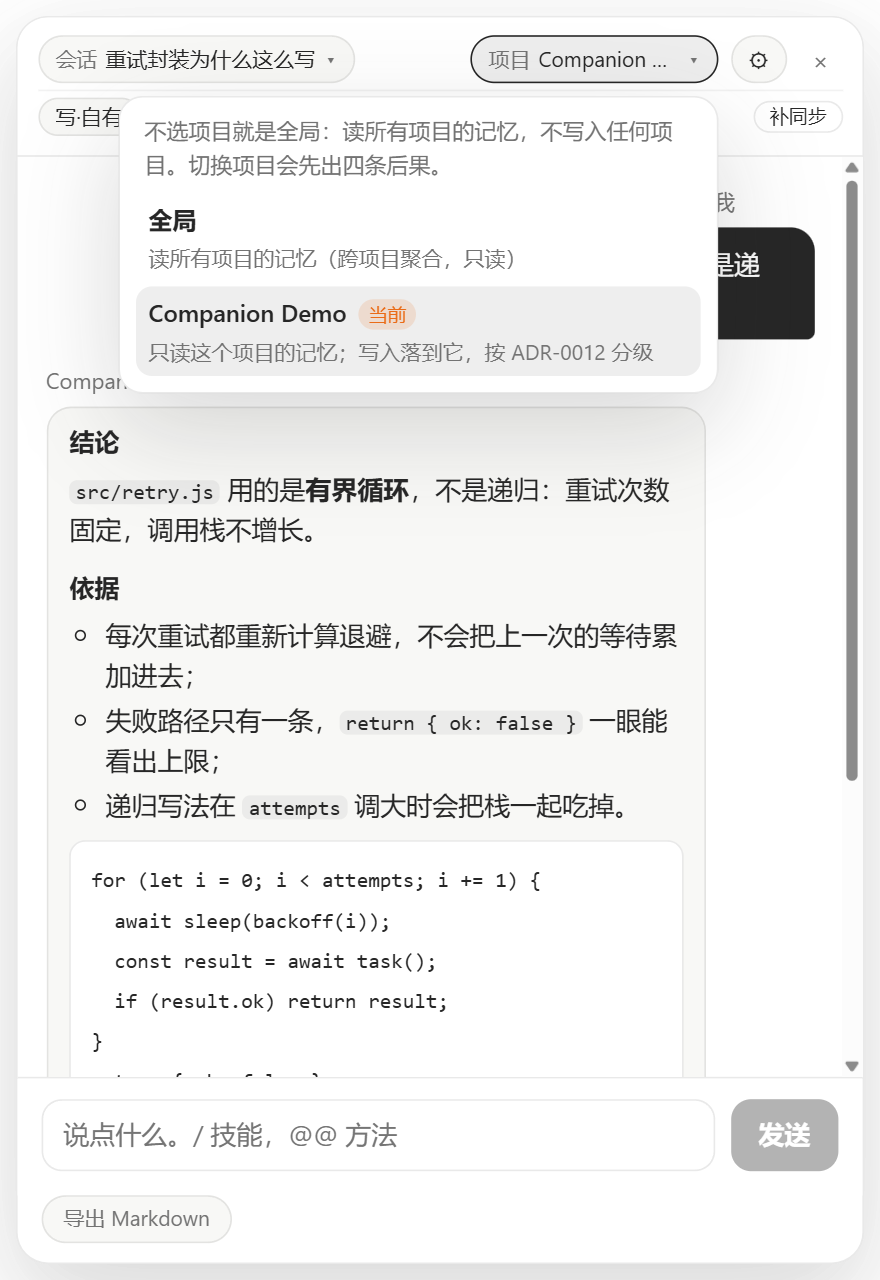 会话 重试封装为什么这么写 ▾ 项目 Companion ... ▾ ×
写·自有 补同步
不选项目就是全局：读所有项目的记忆，不写入任何项
目。切换项目会先出四条后果。
全局
读所有项目的记忆（跨项目聚合，只读）
Companion Demo 当前
只读这个项目的记忆；写入落到它，按 ADR-0012 分级
我
是递
Compan
结论
src/retry.js 用的是有界循环，不是递归：重试次数
固定，调用栈不增长。
依据
每次重试都重新计算退避，不会把上一次的等待累
加进去；
失败路径只有一条，return { ok: false } 一眼能
看出上限；
递归写法在 attempts 调大时会把栈一起吃掉。
for (let i = 0; i < attempts; i += 1) {
  await sleep(backoff(i));
  const result = await task();
  if (result.ok) return result;
}
说点什么。/ 技能，@@ 方法
发送
导出 Markdown